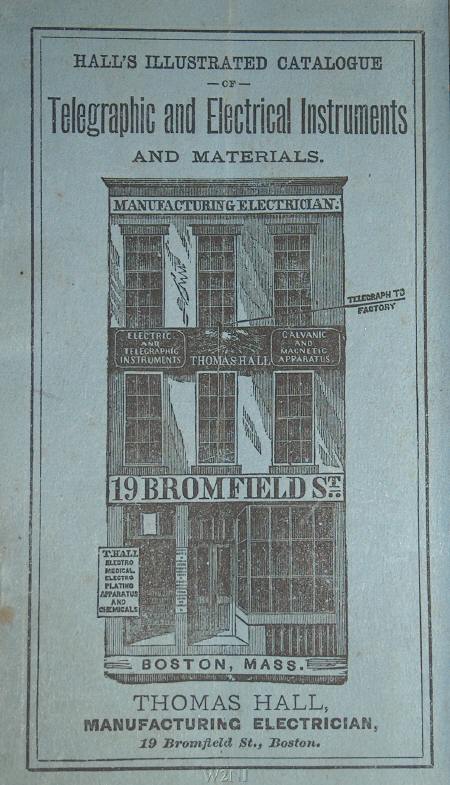 HALL'S ILLUSTRATED CATALOGUE
—OF—
Telegraphic and Electrical Instruments
AND MATERIALS.
MANUFACTURING ELECTRICIAN.
TELEGRAPH TO
FACTORY
ELECTRIC
AND
TELEGRAPHIC
INSTRUMENTS
THOMAS HALL
GALVANIC
AND
MAGNETIC
APPARATUS.
19 BROMFIELD ST.
T. HALL
ELECTRO
MEDICAL,
ELECTRO
PLATING
APPARATUS
AND
CHEMICALS
BOSTON, MASS.
THOMAS HALL,
MANUFACTURING ELECTRICIAN,
19 Bromfield St., Boston.
W2NI